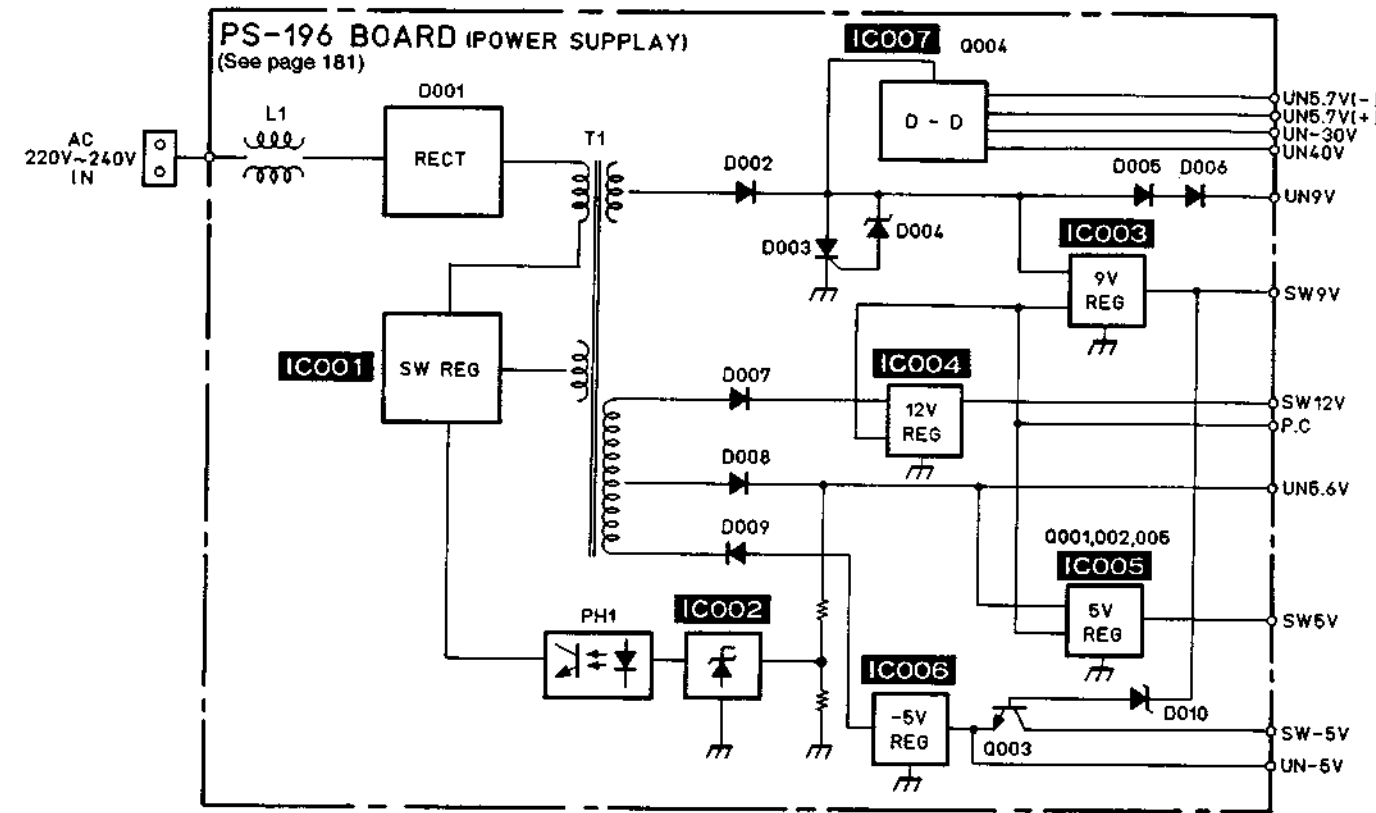 PS-196 BOARD (POWER SUPPLAY)
(See page 181)
IC007
Q004
D-D
UN5.7V(-)
UN5.7V(+)
UN-30V
UN40V
AC
220V~240V
IN
L1
D001
RECT
T1
D002
D003
D004
D005
D006
UN9V
IC003
9V
REG
SW9V
IC001
SW REG
D007
IC004
12V
REG
SW12V
P.C
D008
UN5.6V
D009
Q001,002,005
IC005
5V
REG
SW5V
PH1
IC002
IC006
-5V
REG
Q003
D010
SW-5V
UN-5V